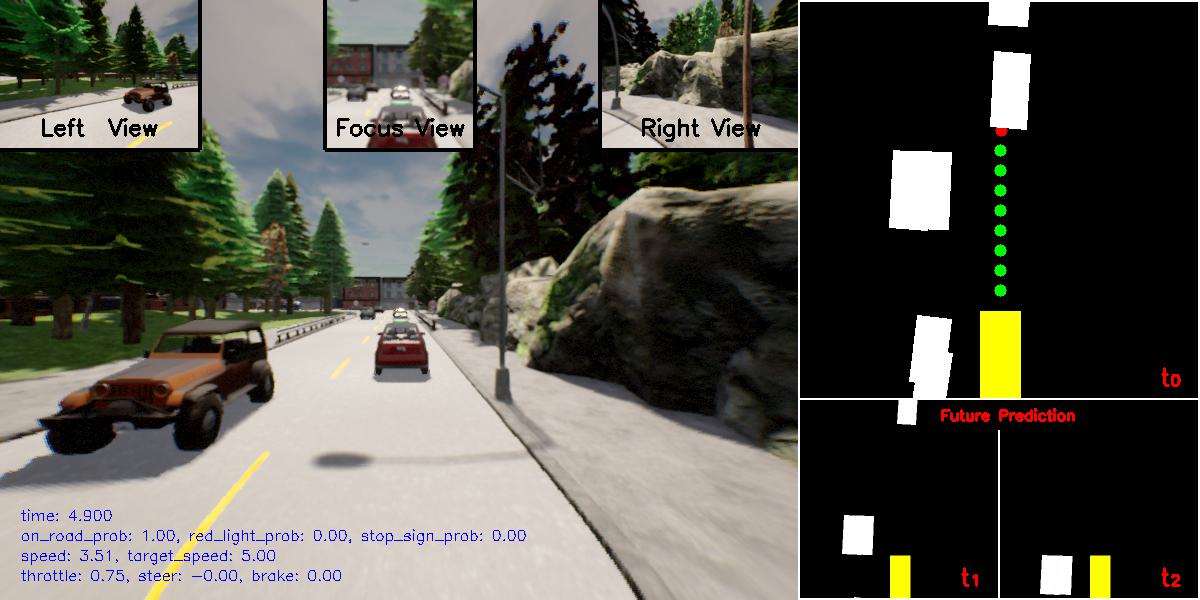 Left View
Focus View
Right View
t0
Future Prediction
time: 4.900
on_road_prob: 1.00, red_light_prob: 0.00, stop_sign_prob: 0.00
speed: 3.51, target_speed: 5.00
throttle: 0.75, steer: -0.00, brake: 0.00
t1
t2